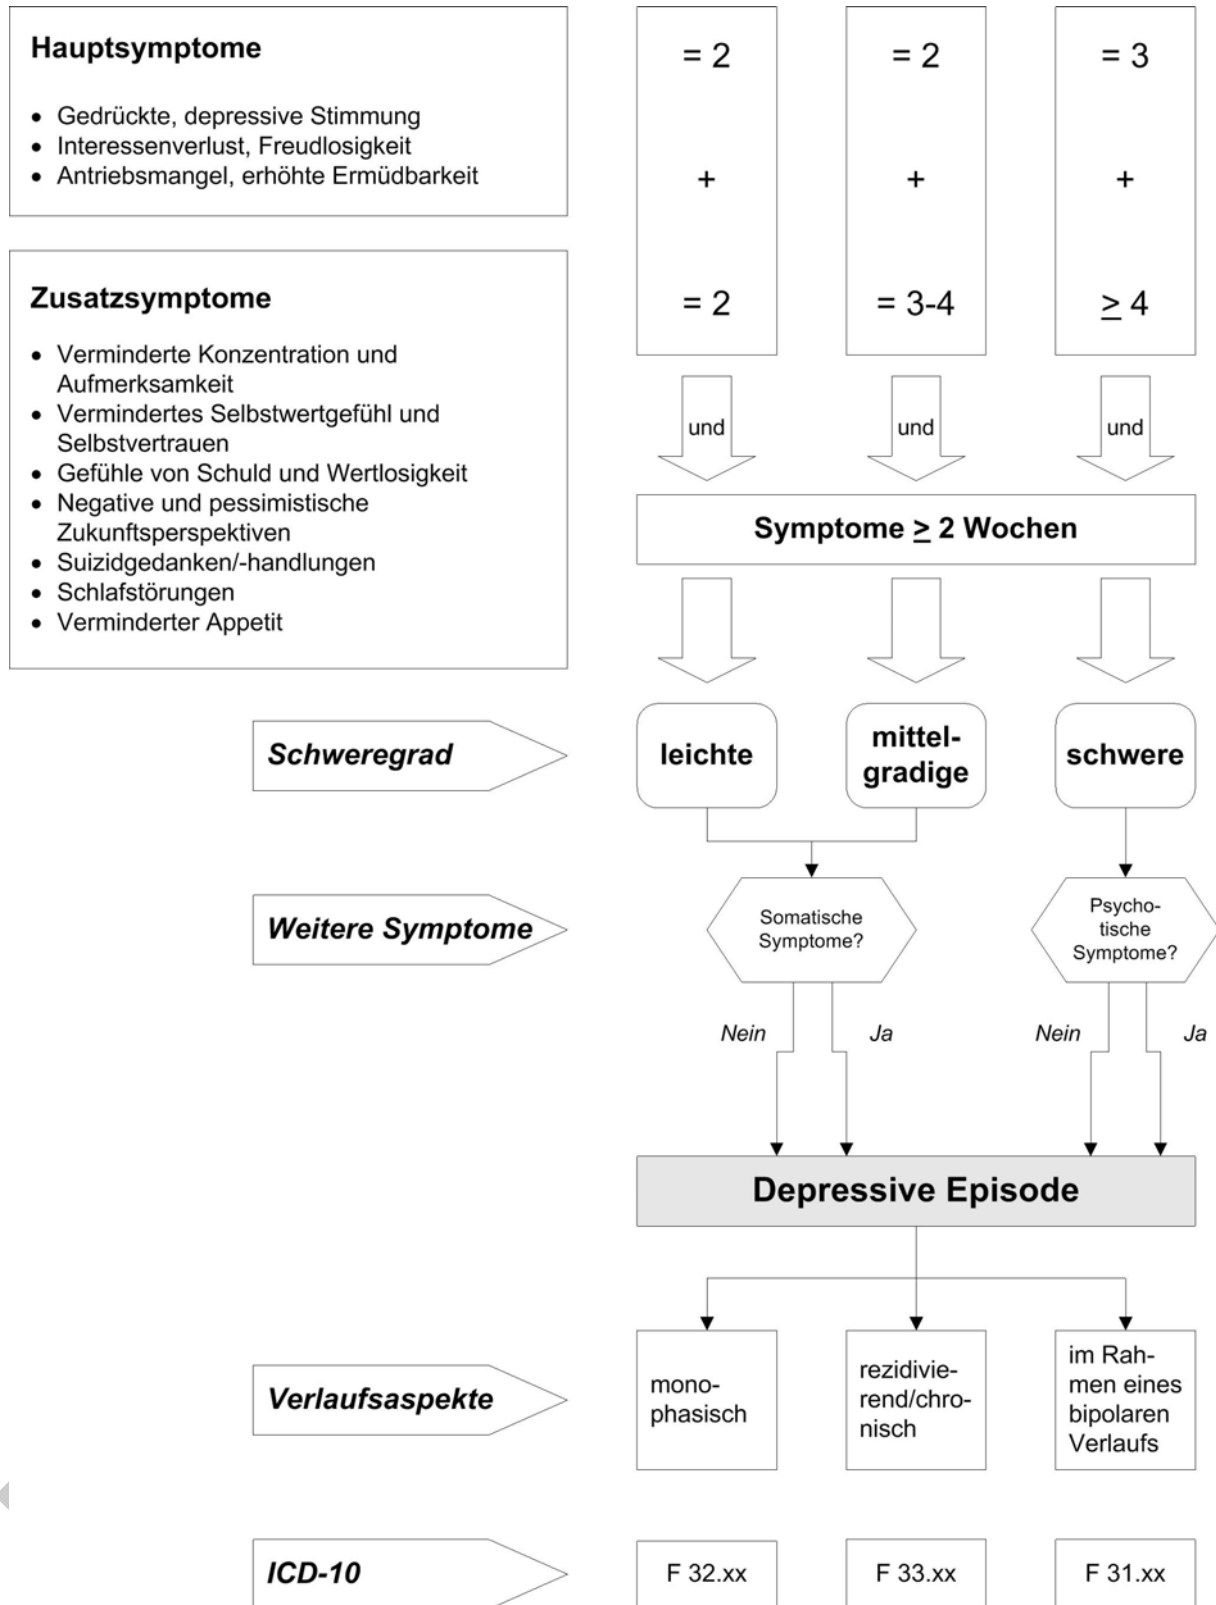 Hauptsymptome
• Gedrückte, depressive Stimmung
• Interessenverlust, Freudlosigkeit
• Antriebsmangel, erhöhte Ermüdbarkeit
= 2
= 2
= 3
+
+
+
Zusatzsymptome
• Verminderte Konzentration und
Aufmerksamkeit
• Vermindertes Selbstwertgefühl und
Selbstvertrauen
• Gefühle von Schuld und Wertlosigkeit
• Negative und pessimistische
Zukunftsperspektiven
• Suizidgedanken/-handlungen
• Schlafstörungen
• Verminderter Appetit
= 2
= 3-4
≥ 4
und
und
und
Symptome ≥ 2 Wochen
Schweregrad
leichte
mittel-
gradige
schwere
Weitere Symptome
Somatische
Symptome?
Psycho-
tische
Symptome?
Nein
Ja
Nein
Ja
Depressive Episode
Verlaufsaspekte
mono-
phasisch
rezidivie-
rend/chro-
nisch
im Rah-
men eines
bipolaren
Verlaufs
ICD-10
F 32.xx
F 33.xx
F 31.xx